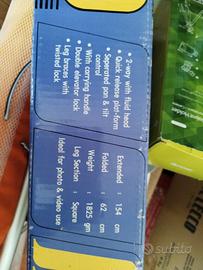 • 2-way with fluid head
• Quick release plat-form
• Seperated pan & tilt
control
• With carrying handle
• Double elevator lock
• Leg braces with
twisted lock
Extended : 154 cm
Folded : 62 cm
Weight : 1825 gm
Leg Section : Square
Ideal for photo & video use
subito